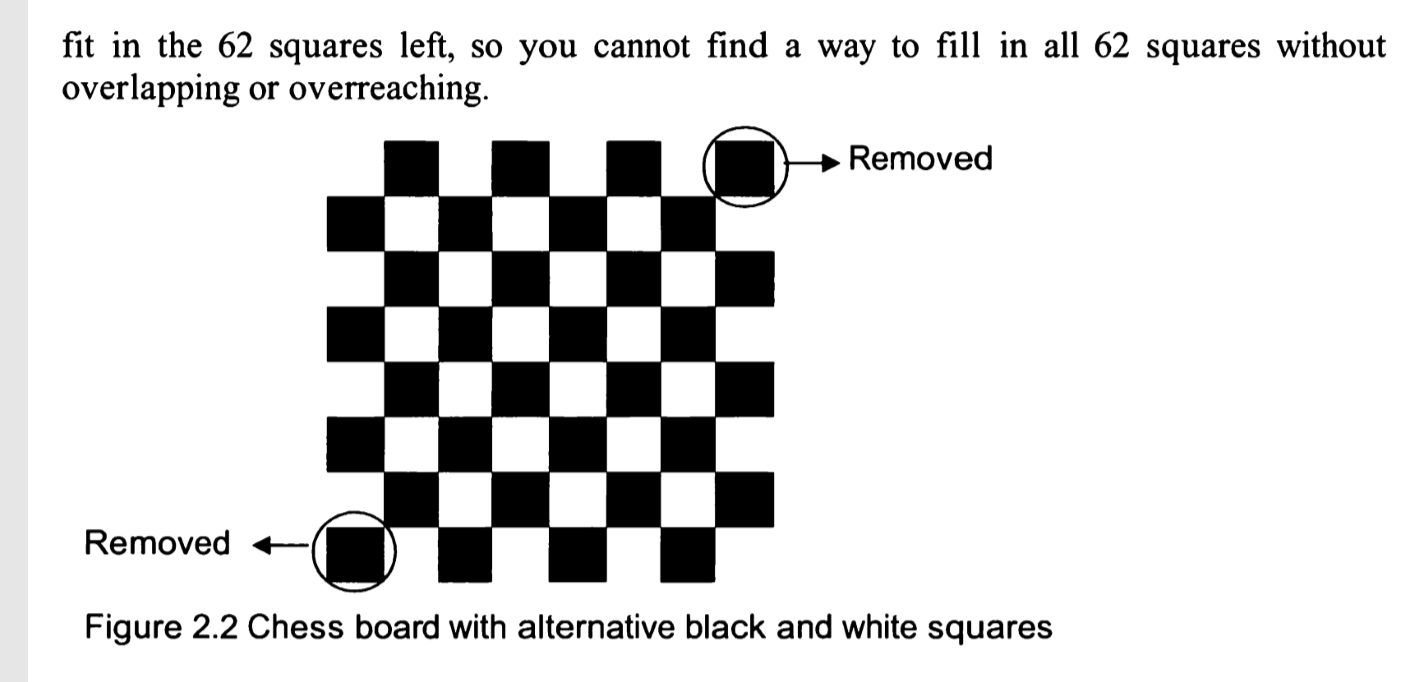 fit in the 62 squares left, so you cannot find a way to fill in all 62 squares without
overlapping or overreaching.
Removed
Removed
Figure 2.2 Chess board with alternative black and white squares